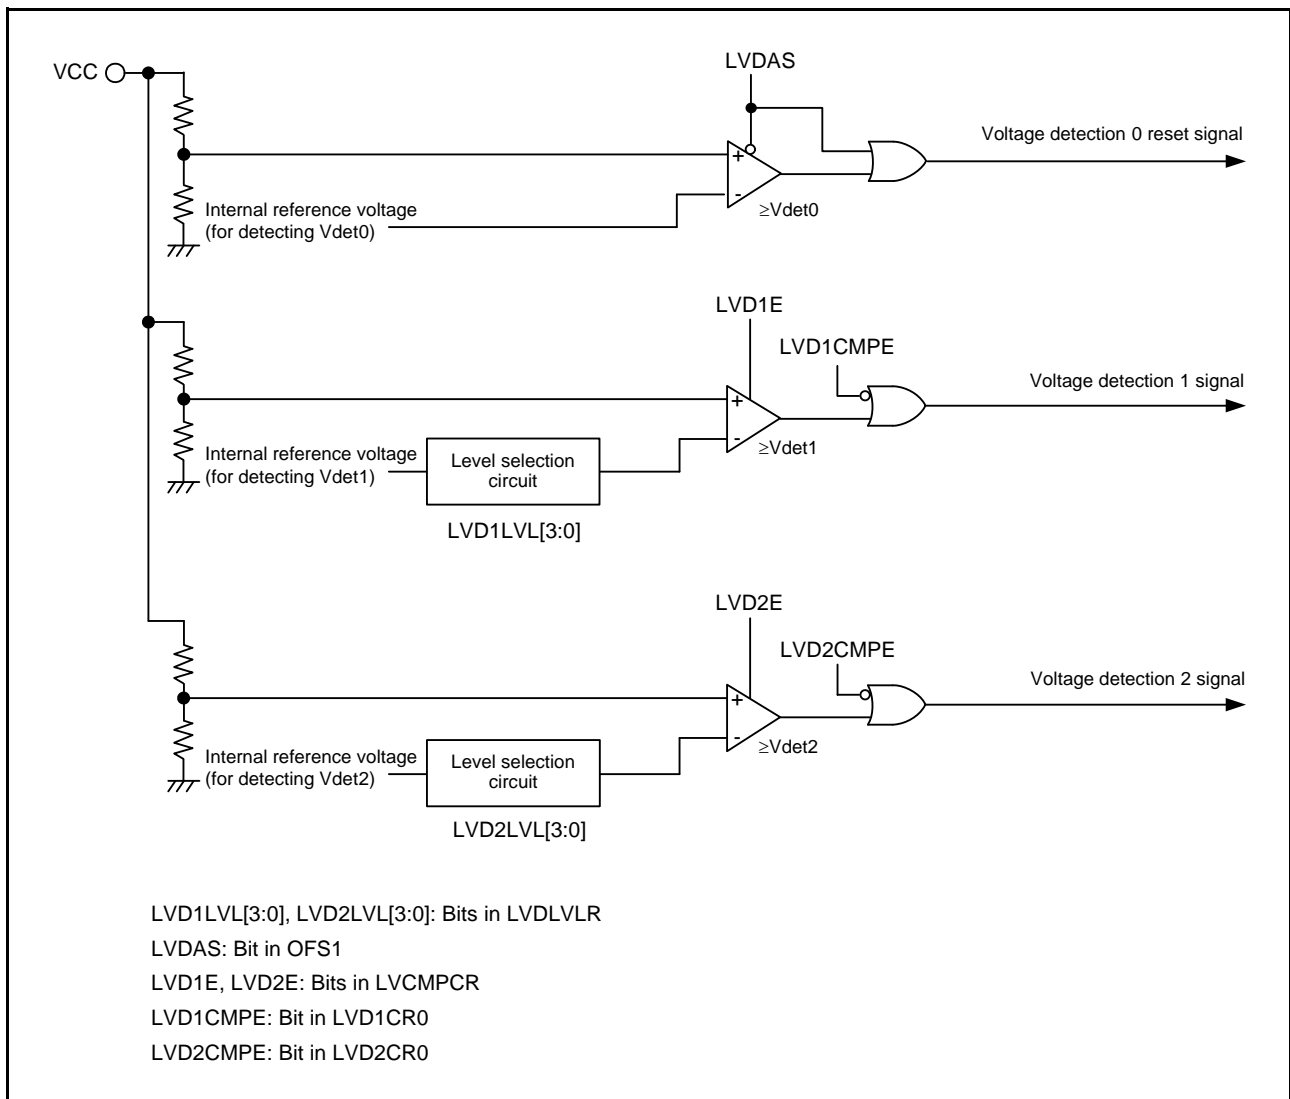 VCC
LVDAS
Voltage detection 0 reset signal
+
-
Internal reference voltage
(for detecting Vdet0)
≥Vdet0
LVD1E
LVD1CMPE
Voltage detection 1 signal
+
-
Internal reference voltage
(for detecting Vdet1)
Level selection
circuit
≥Vdet1
LVD1LVL[3:0]
LVD2E
LVD2CMPE
Voltage detection 2 signal
+
-
Internal reference voltage
(for detecting Vdet2)
Level selection
circuit
≥Vdet2
LVD2LVL[3:0]
LVD1LVL[3:0], LVD2LVL[3:0]: Bits in LVDLVLR
LVDAS: Bit in OFS1
LVD1E, LVD2E: Bits in LVCMPCR
LVD1CMPE: Bit in LVD1CR0
LVD2CMPE: Bit in LVD2CR0